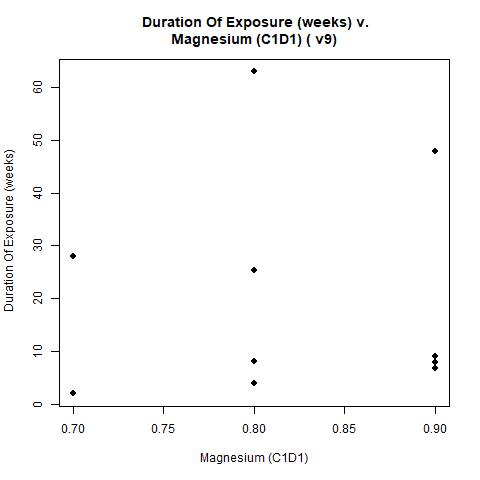 Duration Of Exposure (weeks) v.
Magnesium (C1D1) ( v9)
Duration Of Exposure (weeks)
60
50
40
30
20
10
0
0.70 0.75 0.80 0.85 0.90
Magnesium (C1D1)